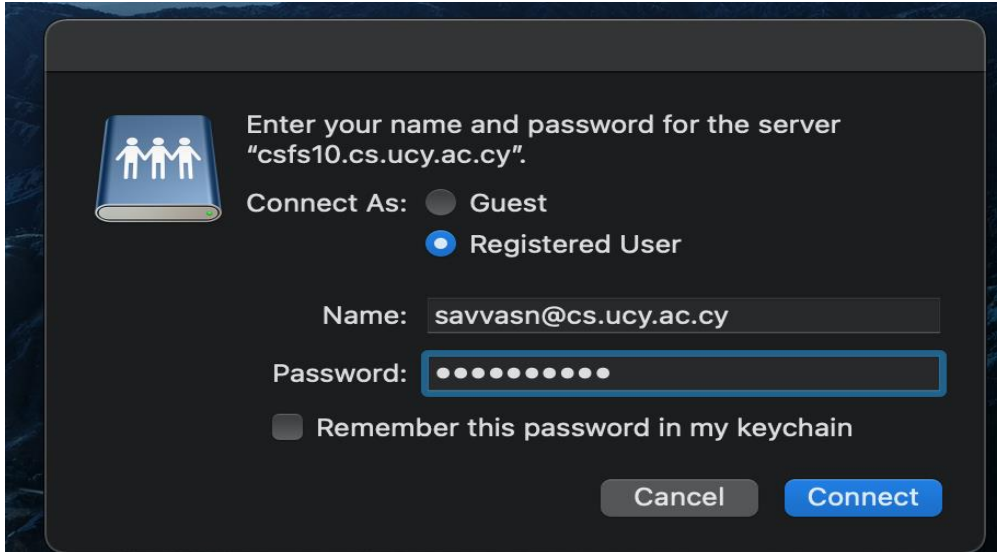 Enter your name and password for the server
“csfs10.cs.ucy.ac.cy”.
Connect As: Guest
Registered User
Name: savvasn@cs.ucy.ac.cy
Password: ●●●●●●●●●●
Remember this password in my keychain
Cancel Connect